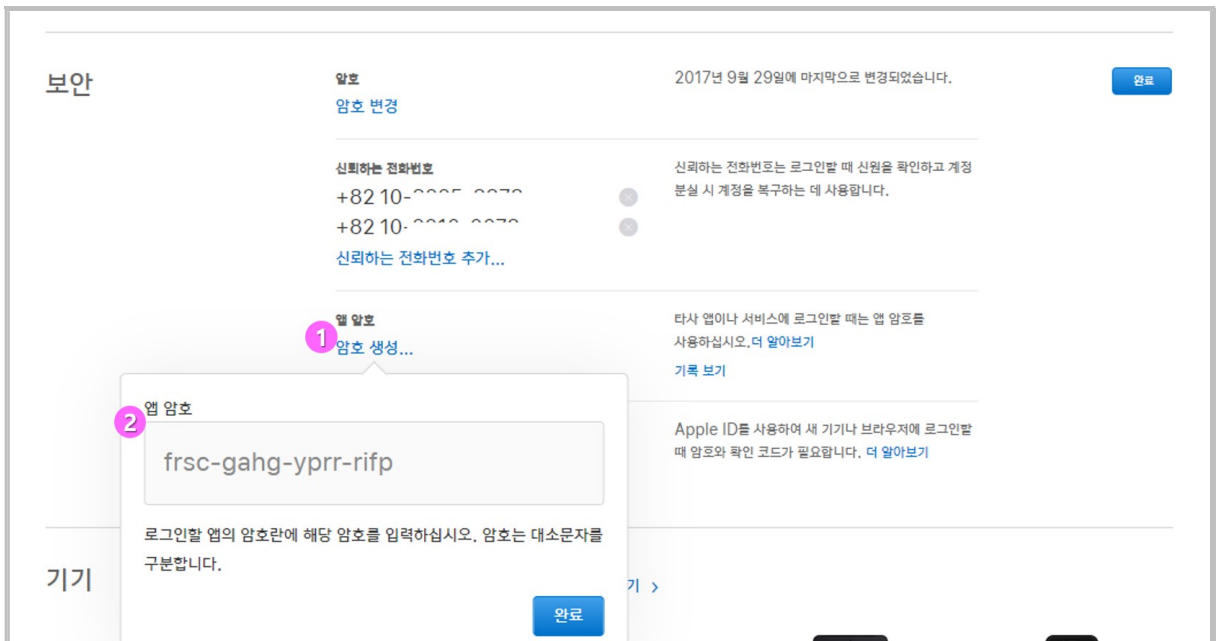 보안
암호
암호 변경
2017년 9월 29일에 마지막으로 변경되었습니다.
완료
신뢰하는 전화번호
+82 10-
+82 10-
신뢰하는 전화번호 추가...
신뢰하는 전화번호는 로그인할 때 신원을 확인하고 계정
분실 시 계정을 복구하는 데 사용합니다.
앱 암호
1
암호 생성...
타사 앱이나 서비스에 로그인할 때는 앱 암호를
사용하십시오.더 알아보기
기록 보기
앱 암호
2
frsc-gahg-yprr-rifp
로그인할 앱의 암호란에 해당 암호를 입력하십시오. 암호는 대소문자를
구분합니다.
완료
Apple ID를 사용하여 새 기기나 브라우저에 로그인할
때 암호와 확인 코드가 필요합니다. 더 알아보기
기기
기 >